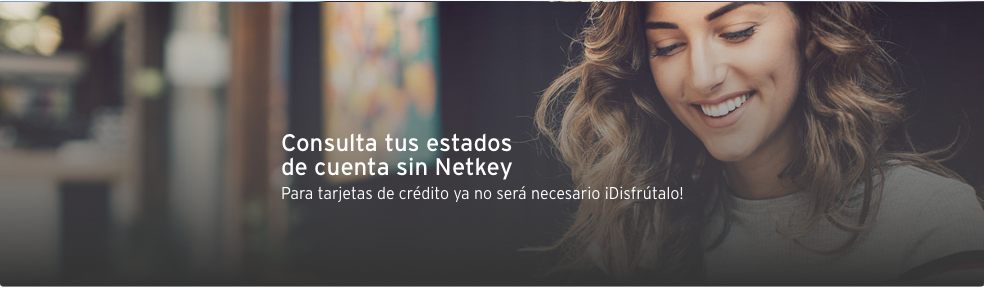 Consulta tus estados
de cuenta sin Netkey
Para tarjetas de crédito ya no será necesario ¡Disfrútalo!